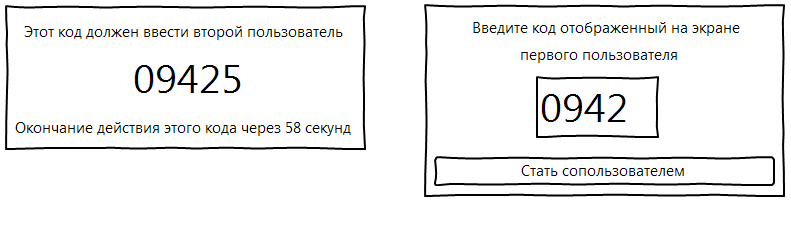 Этот код должен ввести второй пользователь
09425
Окончание действия этого кода через 58 секунд
Введите код отображенный на экране
первого пользователя
0942
Стать сопользователем